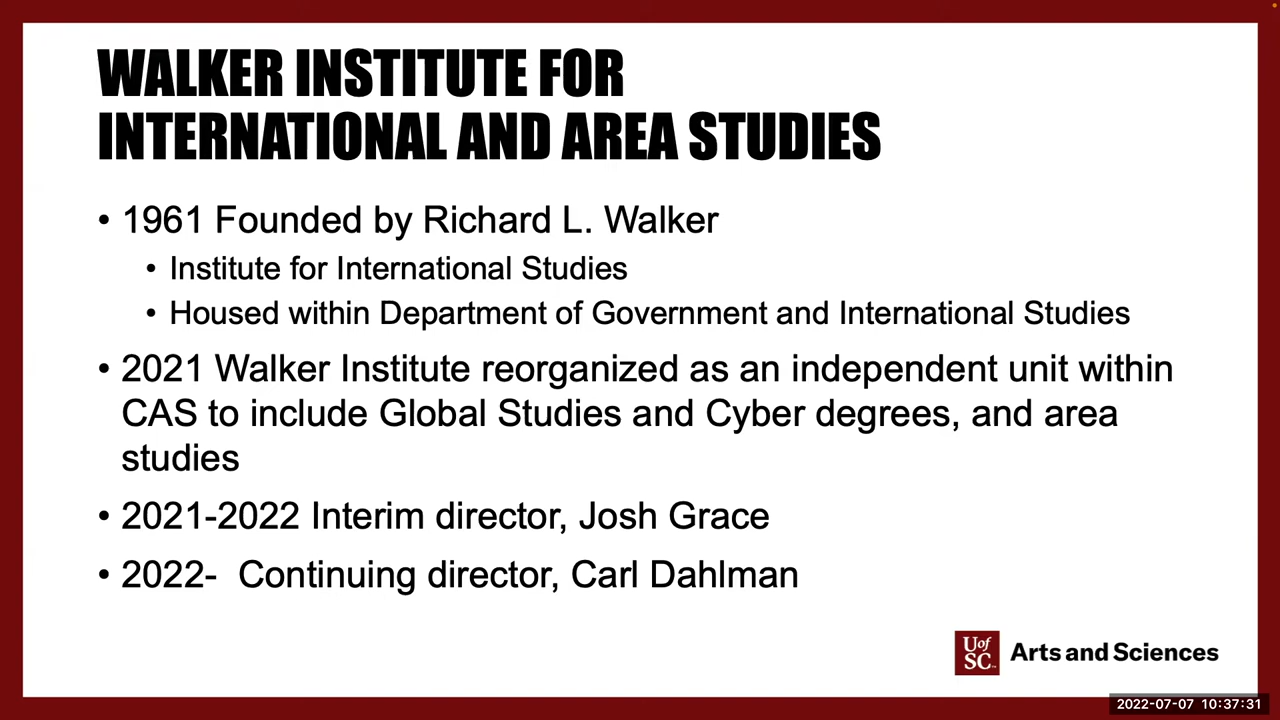 WALKER INSTITUTE FOR
INTERNATIONAL AND AREA STUDIES
• 1961 Founded by Richard L. Walker
• Institute for International Studies
• Housed within Department of Government and International Studies
• 2021 Walker Institute reorganized as an independent unit within
CAS to include Global Studies and Cyber degrees, and area
studies
• 2021-2022 Interim director, Josh Grace
• 2022-  Continuing director, Carl Dahlman
UofSC
Arts and Sciences
2022-07-07 10:37:31